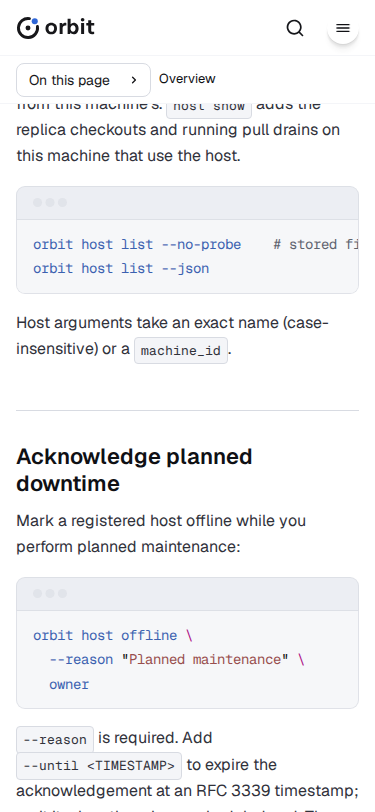 orbit
On this page
Overview
from this machine's. host show adds the
replica checkouts and running pull drains on
this machine that use the host.
orbit host list --no-probe    # stored fi
orbit host list --json
Host arguments take an exact name (case-
insensitive) or a machine_id.
Acknowledge planned
downtime
Mark a registered host offline while you
perform planned maintenance:
orbit host offline \
  --reason "Planned maintenance" \
  owner
--reason is required. Add
--until <TIMESTAMP> to expire the
acknowledgement at an RFC 3339 timestamp;